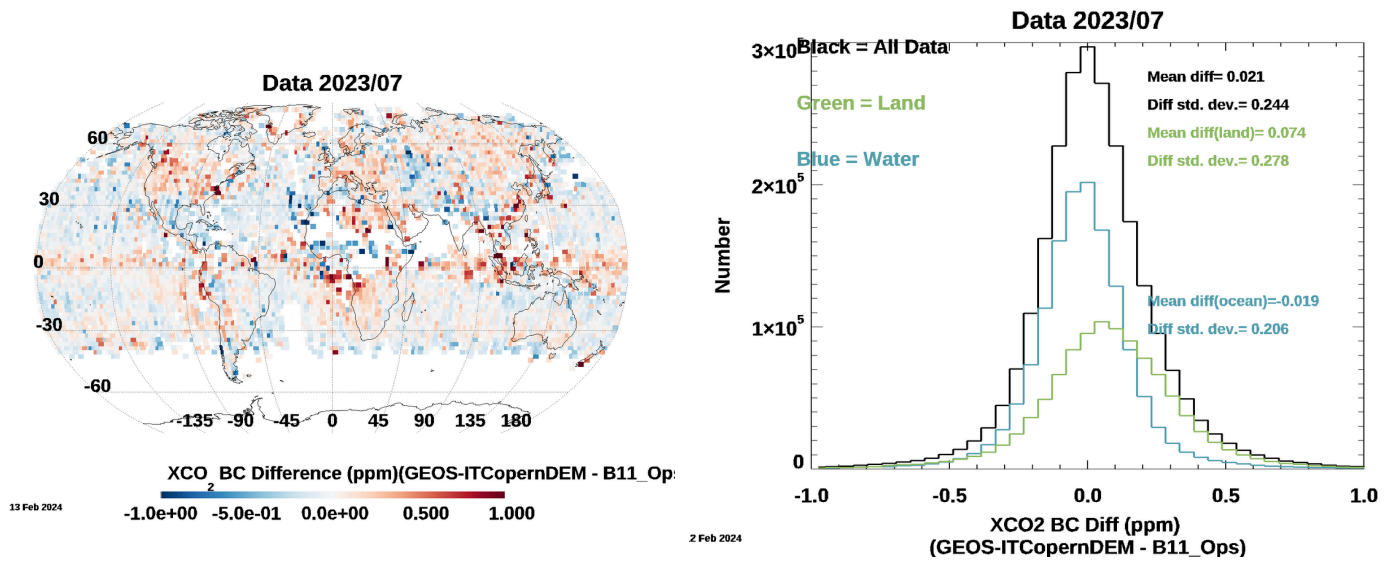 Data 2023/07
60
30
0
-30
-60
-135 -90 -45 0 45 90 135 180
XCO2 BC Difference (ppm)(GEOS-ITCopernDEM - B11_Ops
-1.0e+00 -5.0e-01 0.0e+00 0.500 1.000
13 Feb 2024
Data 2023/07
Black = All Data
Green = Land
Blue = Water
Mean diff= 0.021
Diff std. dev.= 0.244
Mean diff(land)= 0.074
Diff std. dev.= 0.278
Mean diff(ocean)=-0.019
Diff std. dev.= 0.206
3×10^5
2×10^5
1×10^5
0
Number
-1.0 -0.5 0.0 0.5 1.0
XCO2 BC Diff (ppm)
(GEOS-ITCopernDEM - B11_Ops)
2 Feb 2024